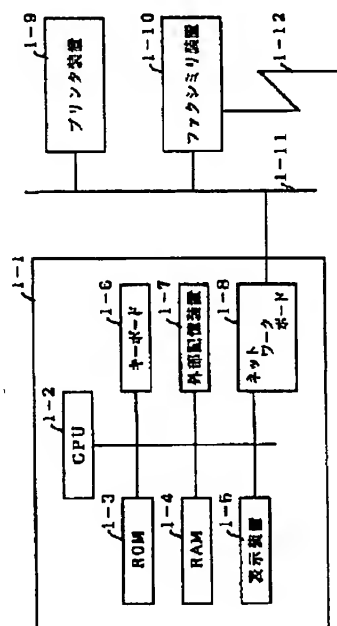 1-1
1-2
CPU
1-3
ROM
1-4
RAM
1-5
表示装置
1-6
キーボード
1-7
外部記憶装置
1-8
ネット
ワーク
ボード
1-9
プリンタ装置
1-10
ファクシミリ装置
1-11
1-12